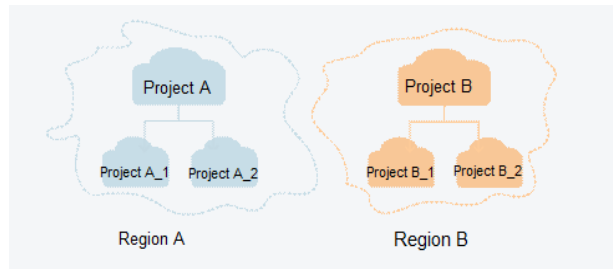 Project A
Project B
Project A_1
Project A_2
Project B_1
Project B_2
Region A
Region B